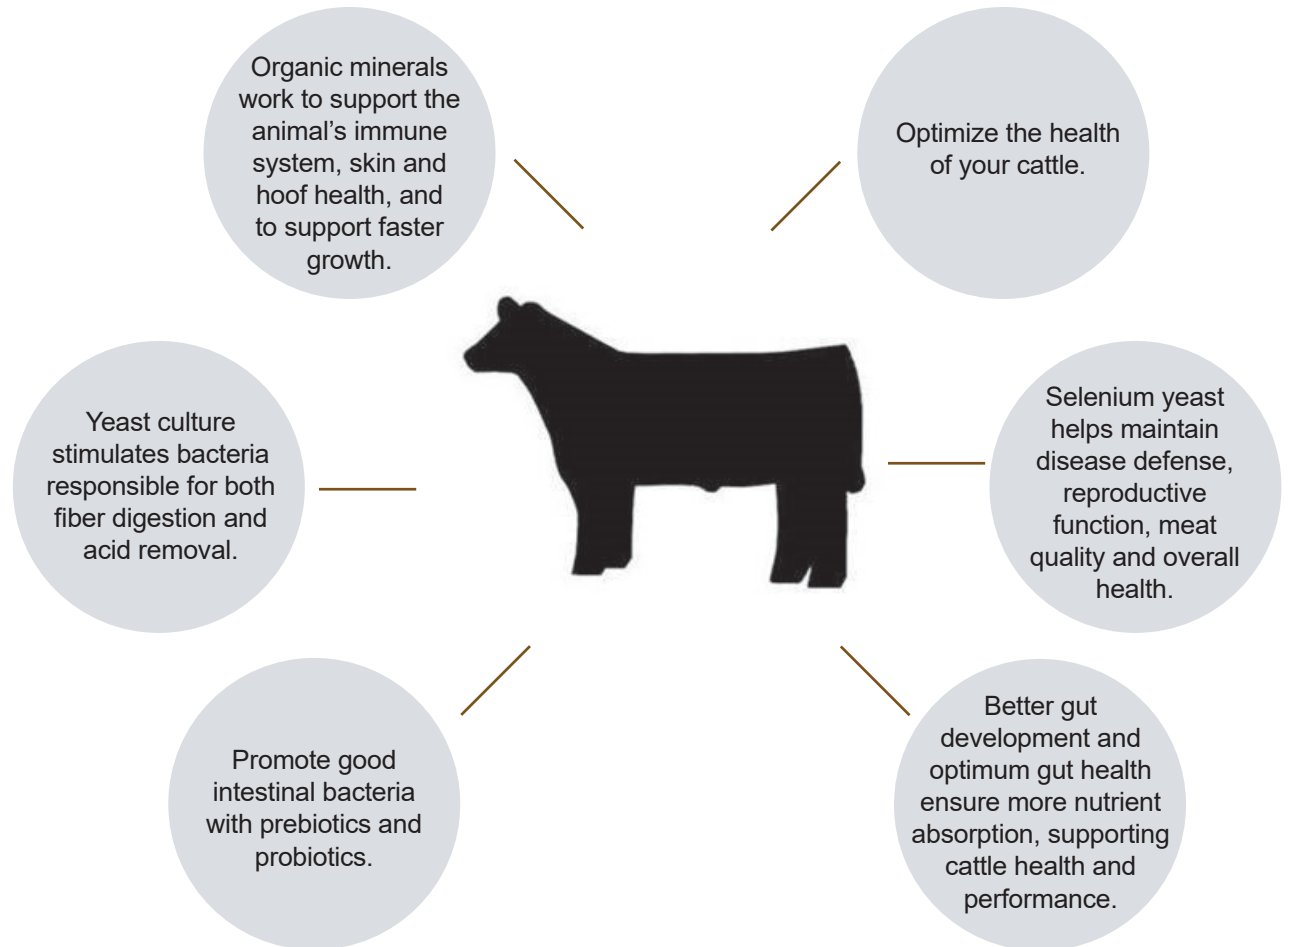 Organic minerals
work to support the
animal’s immune
system, skin and
hoof health, and
to support faster
growth.
Optimize the health
of your cattle.
Yeast culture
stimulates bacteria
responsible for both
fiber digestion and
acid removal.
Selenium yeast
helps maintain
disease defense,
reproductive
function, meat
quality and overall
health.
Promote good
intestinal bacteria
with prebiotics and
probiotics.
Better gut
development and
optimum gut health
ensure more nutrient
absorption, supporting
cattle health and
performance.